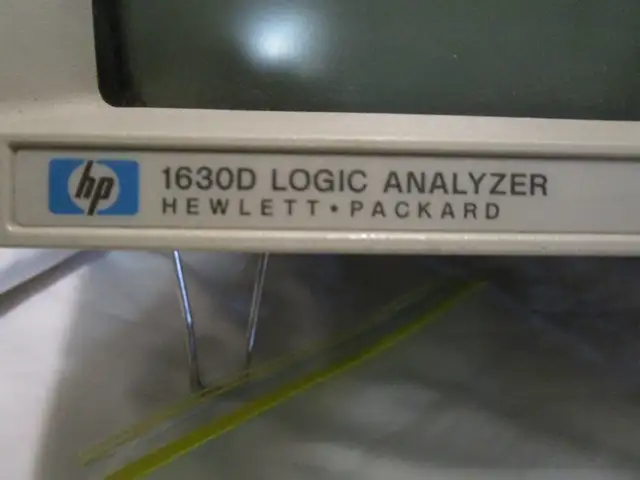 hp 1630D LOGIC ANALYZER
HEWLETT•PACKARD